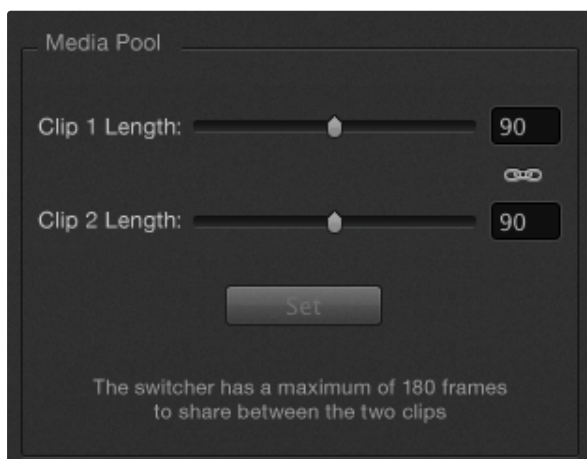 Media Pool
Clip 1 Length: 90
Clip 2 Length: 90
Set
The switcher has a maximum of 180 frames
to share between the two clips